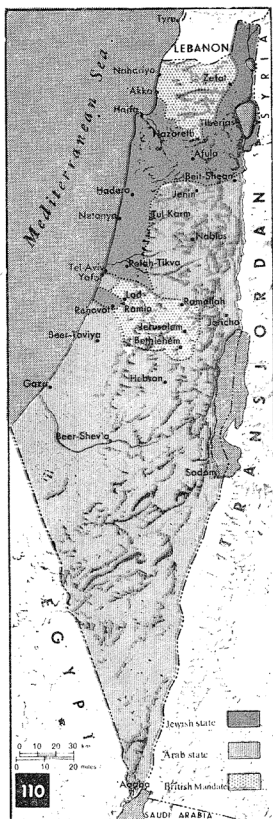 Tyre
LEBANON
SYRIA
Nahariya
Zefat
Akko
Haifa
Tiberias
Nazareth
Mediterranean Sea
Afula
Beit-Shean
Hadera
Jenin
Netanya
Tul Karm
Nablus
Tel-Aviv
Yafo
Petah-Tikva
Lod
Ramallah
Rehovot
Ramla
Jericho
Jerusalem
Beer-Toviya
Bethlehem
TRANSJORDAN
Gaza
Hebron
Beer-Shev'a
Sodom
EGYPT
Jewish state
Arab state
British Mandate
0 10 20 30 km
0 10 20 miles
110
Aqaba
SAUDI ARABIA